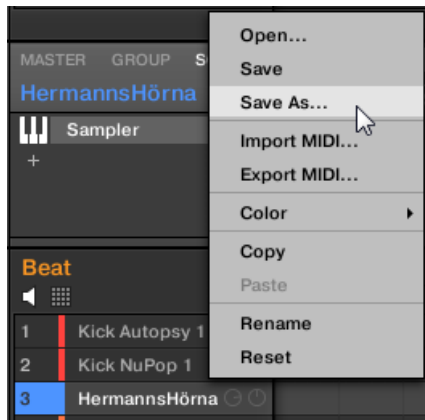 MASTER GROUP S
HermannsHörna
Sampler
+
Beat
1 Kick Autopsy 1
2 Kick NuPop 1
3 HermannsHörna
Open...
Save
Save As...
Import MIDI...
Export MIDI...
Color
Copy
Paste
Rename
Reset